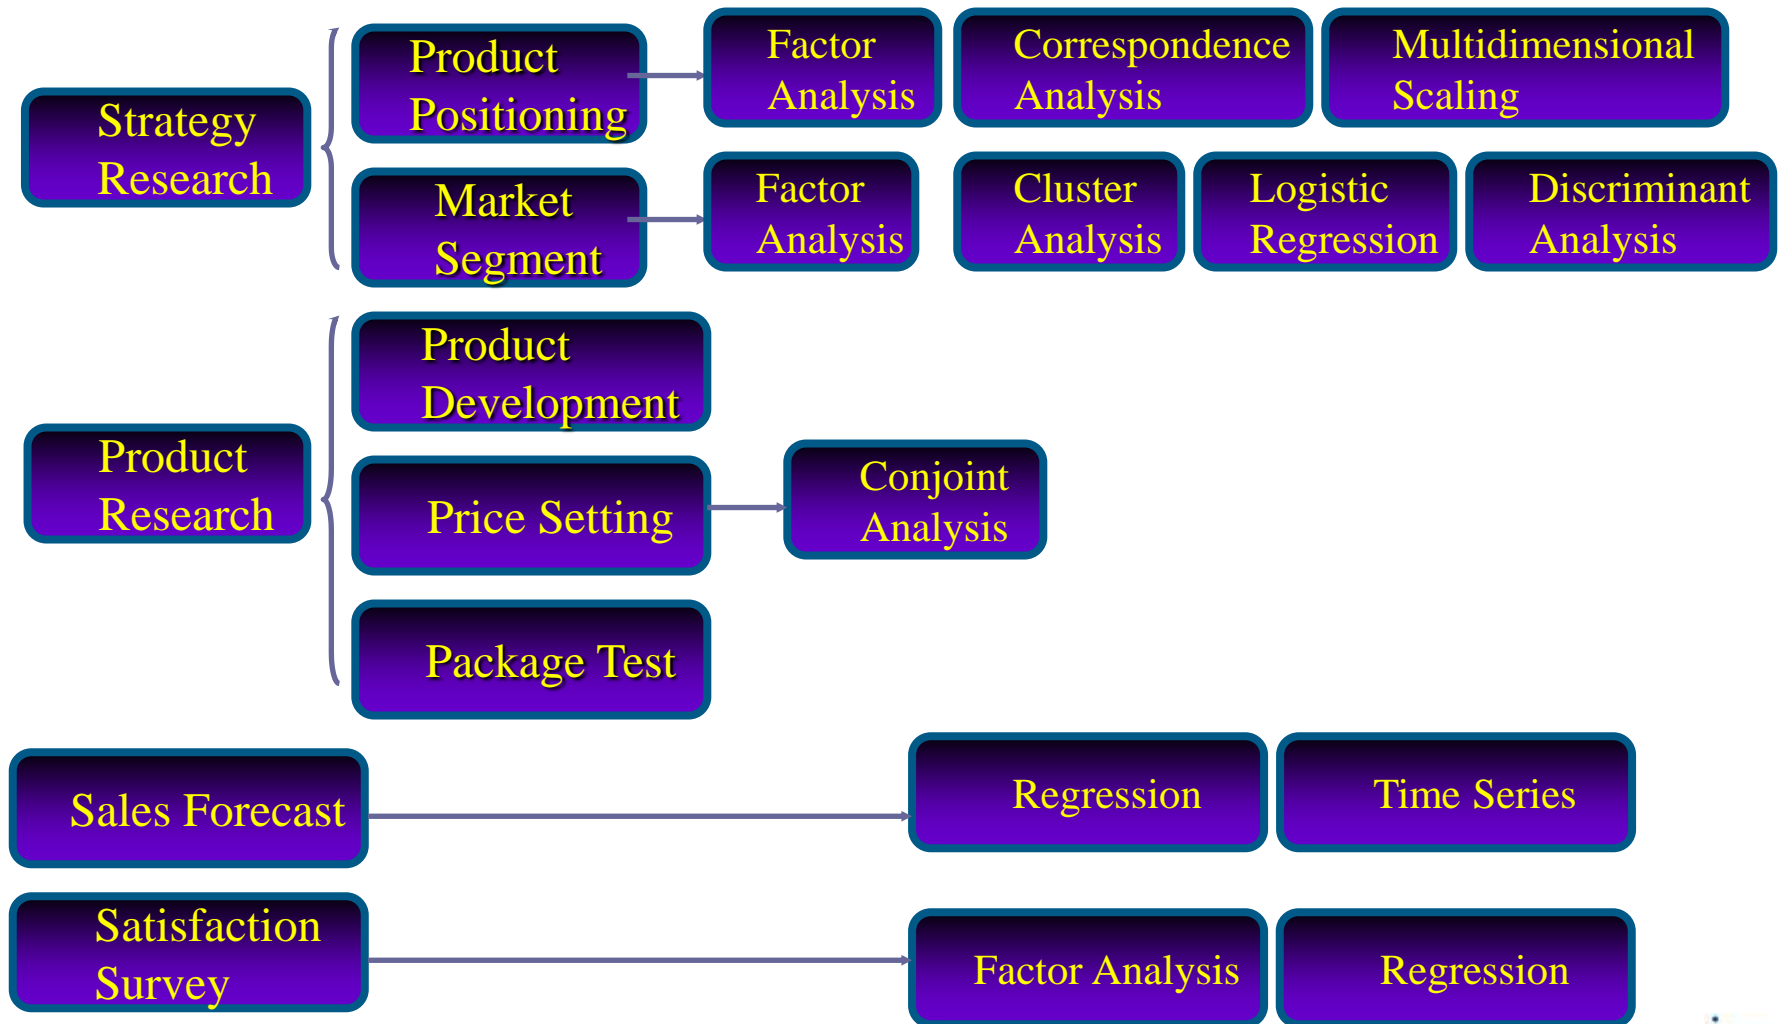 Strategy
Research
Product
Positioning
Factor
Analysis
Correspondence
Analysis
Multidimensional
Scaling
Market
Segment
Factor
Analysis
Cluster
Analysis
Logistic
Regression
Discriminant
Analysis
Product
Research
Product
Development
Price Setting
Conjoint
Analysis
Package Test
Sales Forecast
Regression
Time Series
Satisfaction
Survey
Factor Analysis
Regression